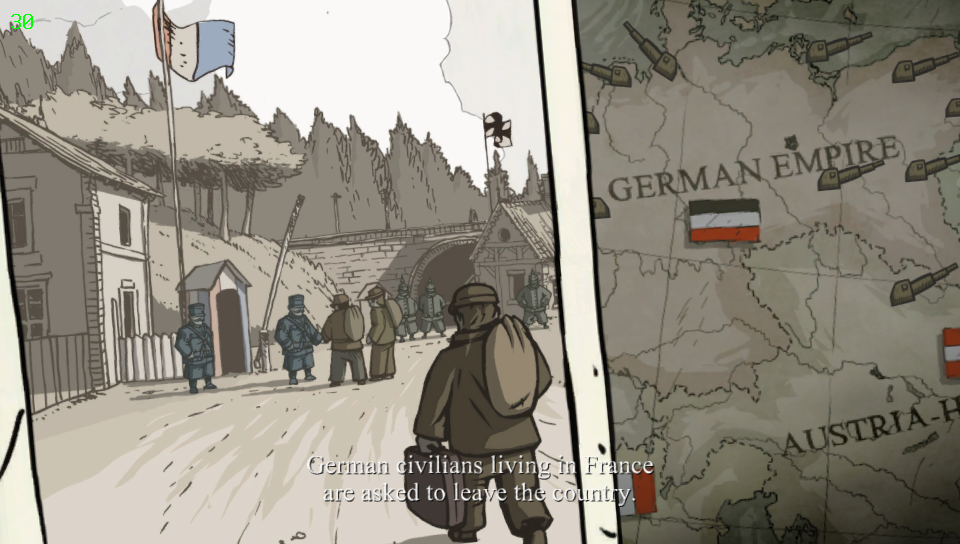 30
GERMAN EMPIRE
AUSTRIA-H
German civilians living in France
are asked to leave the country.